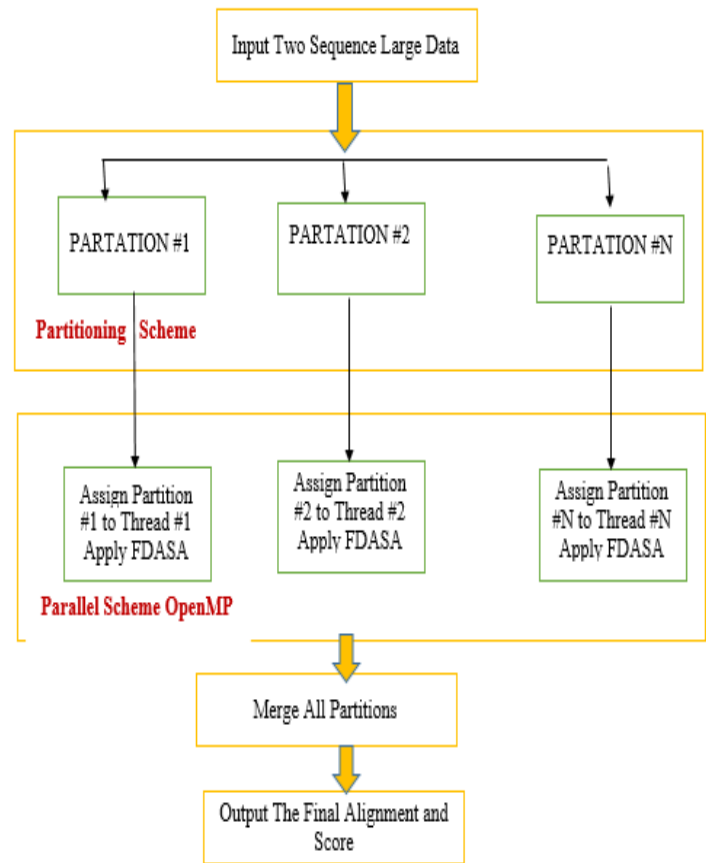 Input Two Sequence Large Data
PARTATION #1
PARTATION #2
PARTATION #N
Partitioning Scheme
Assign Partition
#1 to Thread #1
Apply FDASA
Assign Partition
#2 to Thread #2
Apply FDASA
Assign Partition
#N to Thread #N
Apply FDASA
Parallel Scheme OpenMP
Merge All Partitions
Output The Final Alignment and
Score